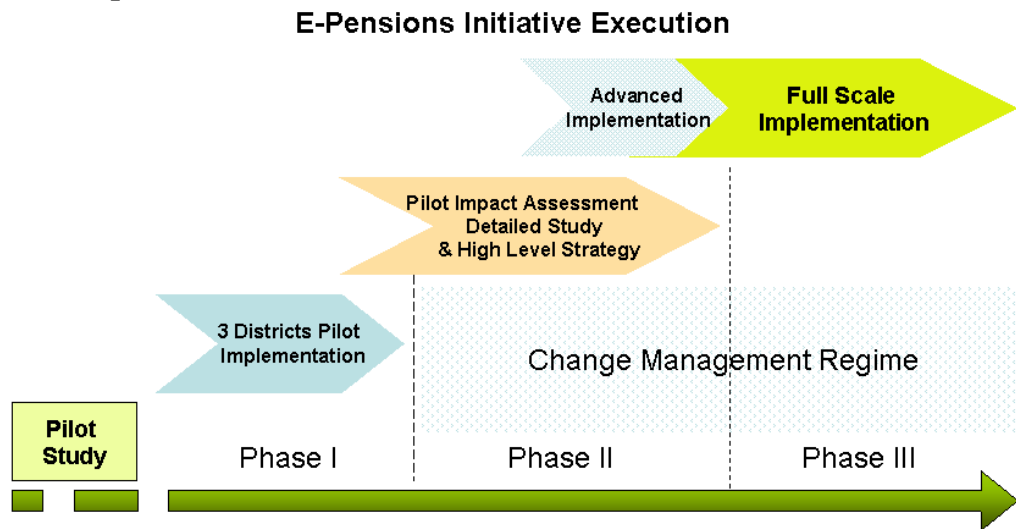 E-Pensions Initiative Execution
Advanced
Implementation
Full Scale
Implementation
Pilot Impact Assessment
Detailed Study
& High Level Strategy
3 Districts Pilot
Implementation
Change Management Regime
Pilot
Study
Phase I
Phase II
Phase III